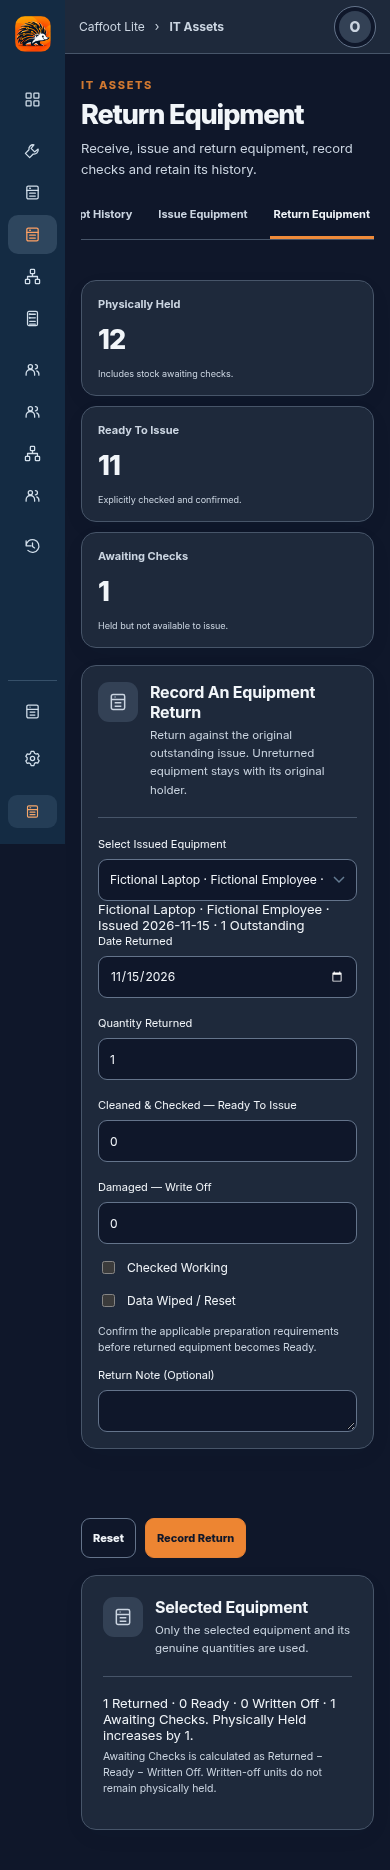 Caffoot Lite › IT Assets
O
IT ASSETS
Return Equipment
Receive, issue and return equipment, record
checks and retain its history.
pt History Issue Equipment Return Equipment
Physically Held
12
Includes stock awaiting checks.
Ready To Issue
11
Explicitly checked and confirmed.
Awaiting Checks
1
Held but not available to issue.
Record An Equipment
Return
Return against the original
outstanding issue. Unreturned
equipment stays with its original
holder.
Select Issued Equipment
Fictional Laptop · Fictional Employee ·
Fictional Laptop · Fictional Employee ·
Issued 2026-11-15 · 1 Outstanding
Date Returned
11/15/2026
Quantity Returned
1
Cleaned & Checked — Ready To Issue
0
Damaged — Write Off
0
Checked Working
Data Wiped / Reset
Confirm the applicable preparation requirements
before returned equipment becomes Ready.
Return Note (Optional)
Reset Record Return
Selected Equipment
Only the selected equipment and its
genuine quantities are used.
1 Returned · 0 Ready · 0 Written Off · 1
Awaiting Checks. Physically Held
increases by 1.
Awaiting Checks is calculated as Returned −
Ready − Written Off. Written-off units do not
remain physically held.